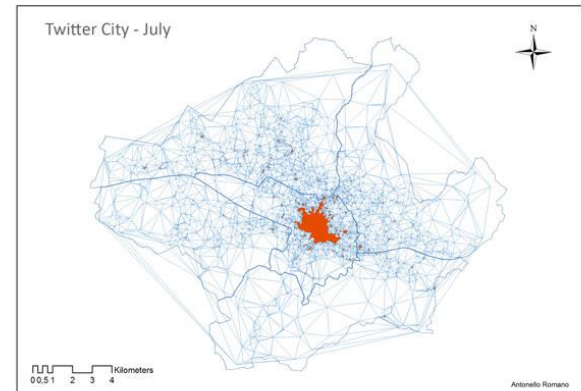 Twitter City - July
N
Kilometers
0 0,5 1 2 3 4
Antonello Romano